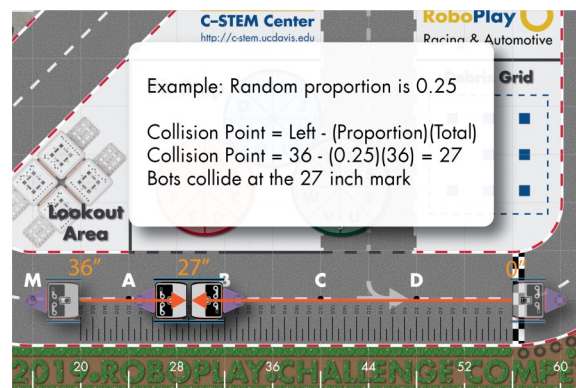 C-STEM Center
http://c-stem.ucdavis.edu
RoboPlay
Racing & Automotive
Example: Random proportion is 0.25
Collision Point = Left - (Proportion)(Total)
Collision Point = 36 - (0.25)(36) = 27
Bots collide at the 27 inch mark
Grid
Lookout
Area
36" 27" 0"
M A B C D
2019 ROBOPLAY CHALLENGE COMPE
20 28 36 44 52 60